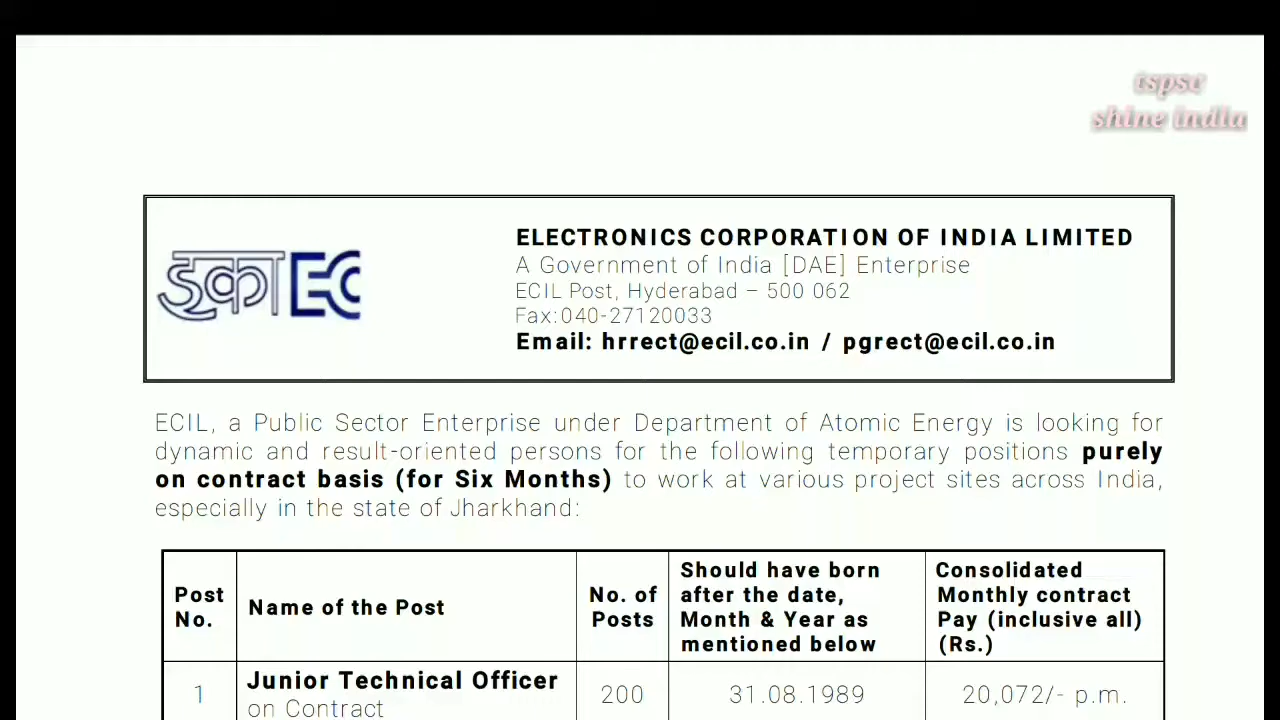 tspsc
shine india
इका EC
ELECTRONICS CORPORATION OF INDIA LIMITED
A Government of India [DAE] Enterprise
ECIL Post, Hyderabad – 500 062
Fax:040-27120033
Email: hrrect@ecil.co.in / pgrect@ecil.co.in
ECIL, a Public Sector Enterprise under Department of Atomic Energy is looking for
dynamic and result-oriented persons for the following temporary positions purely
on contract basis (for Six Months) to work at various project sites across India,
especially in the state of Jharkhand:
Post No.
Name of the Post
No. of Posts
Should have born
after the date,
Month & Year as
mentioned below
Consolidated
Monthly contract
Pay (inclusive all)
(Rs.)
1
Junior Technical Officer
on Contract
200
31.08.1989
20,072/- p.m.